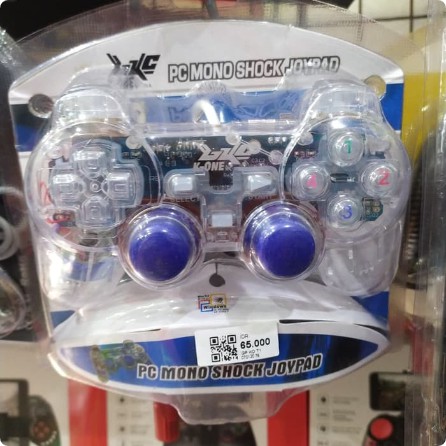 PC MONO SHOCK JOYPAD
K-ONE
1
4
2
3
IDR
65.000
PC MONO SHOCK JOYPAD